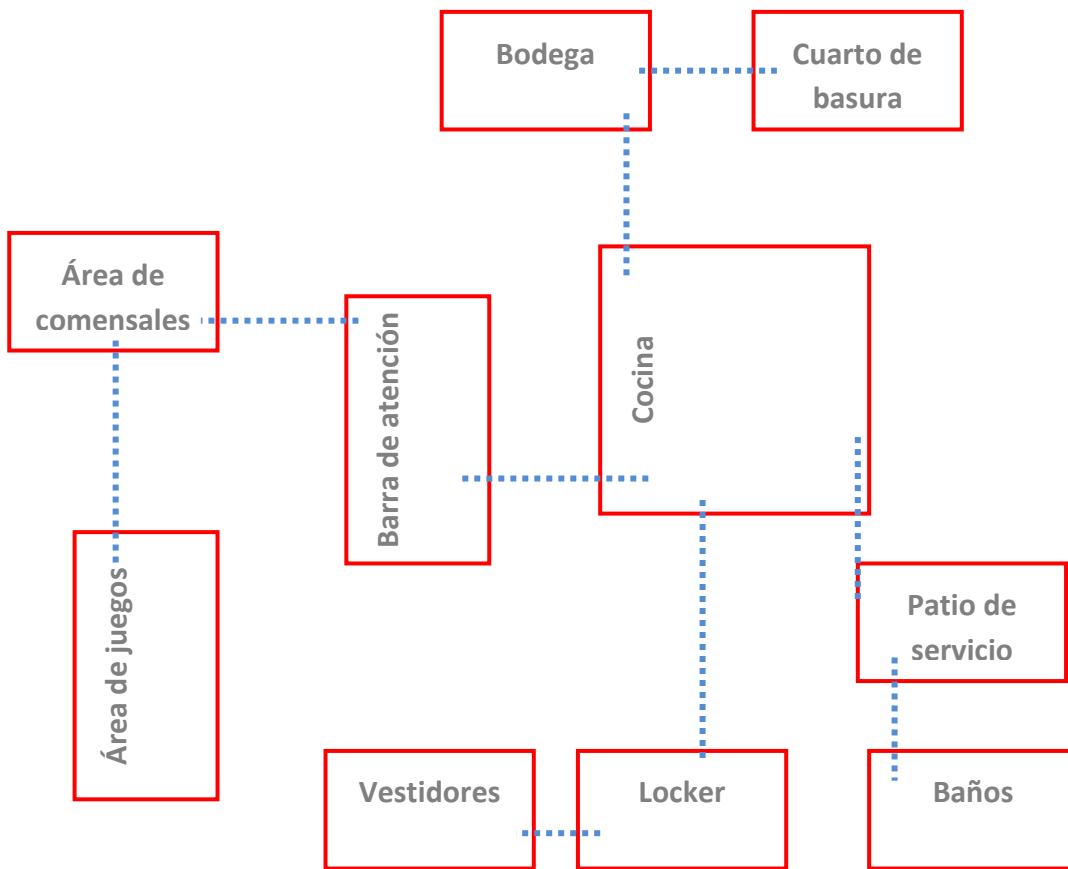 Bodega
Cuarto de
basura
Área de
comensales
Barra de atención
Cocina
Área de juegos
Patio de
servicio
Vestidores
Locker
Baños